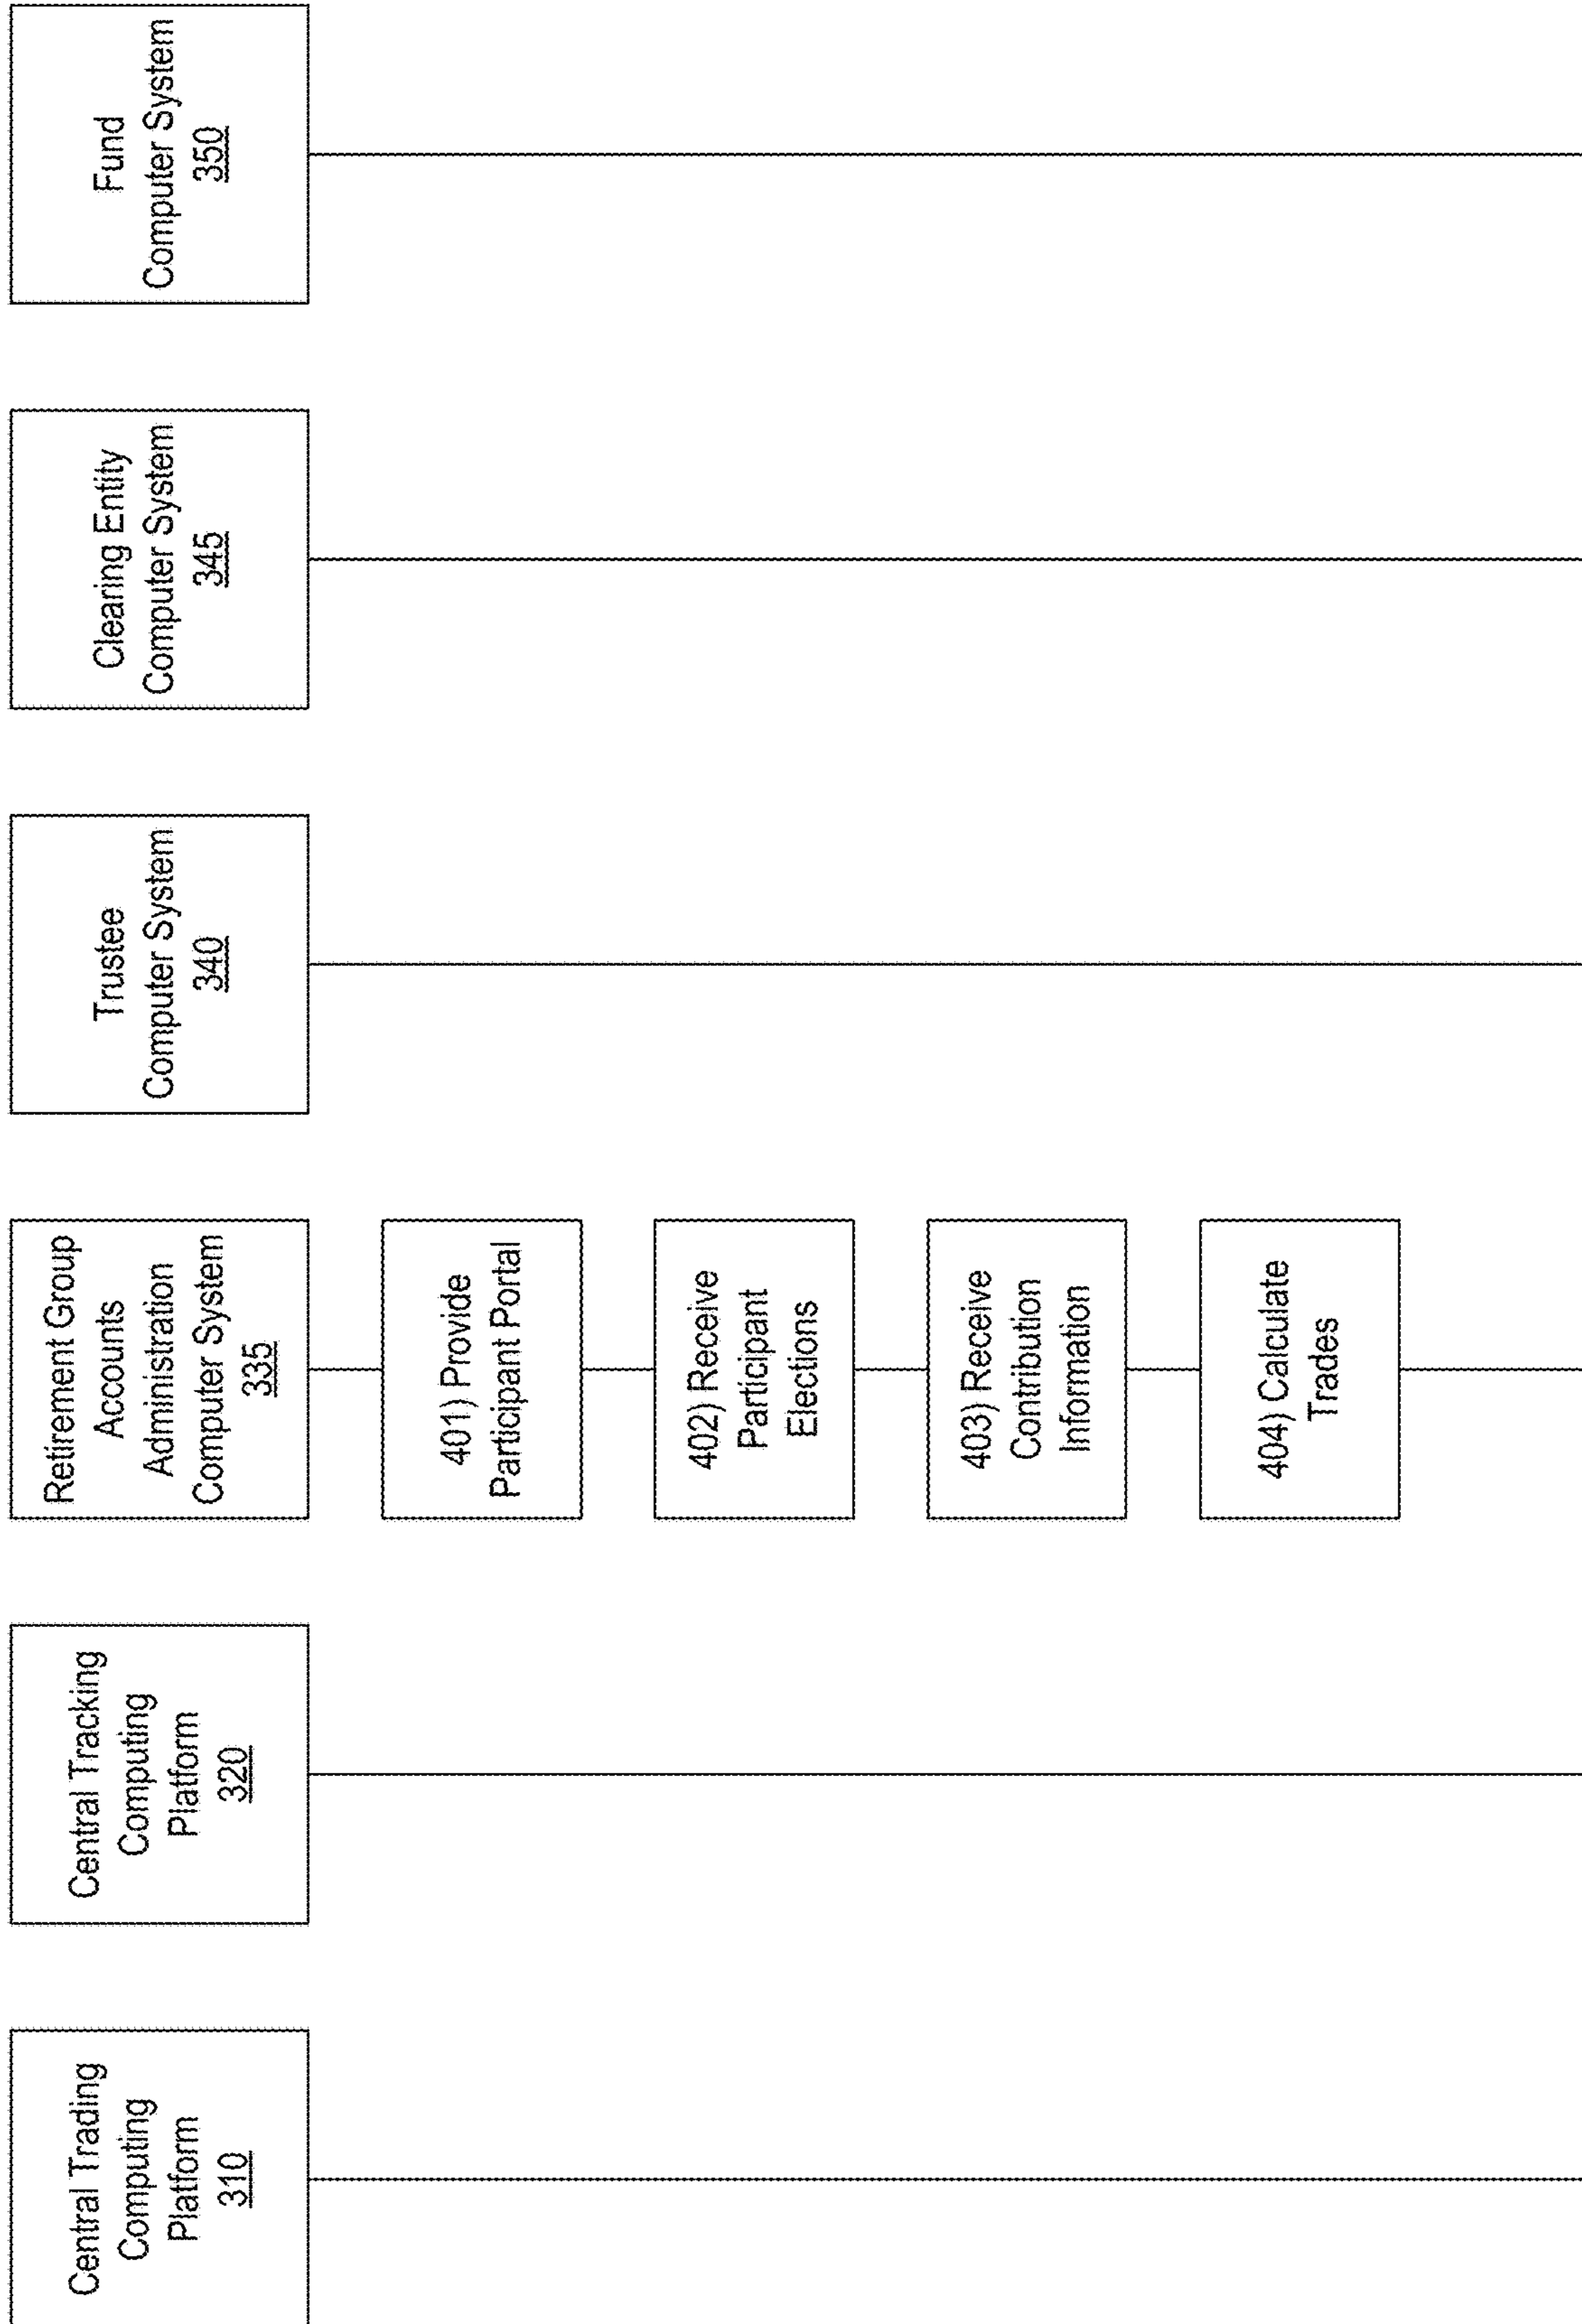 Central Trading
Computing
Platform
310
Central Tracking
Computing
Platform
320
Retirement Group
Accounts
Administration
Computer System
335
Trustee
Computer System
340
Clearing Entity
Computer System
345
Fund
Computer System
350
401) Provide
Participant Portal
402) Receive
Participant
Elections
403) Receive
Contribution
Information
404) Calculate
Trades